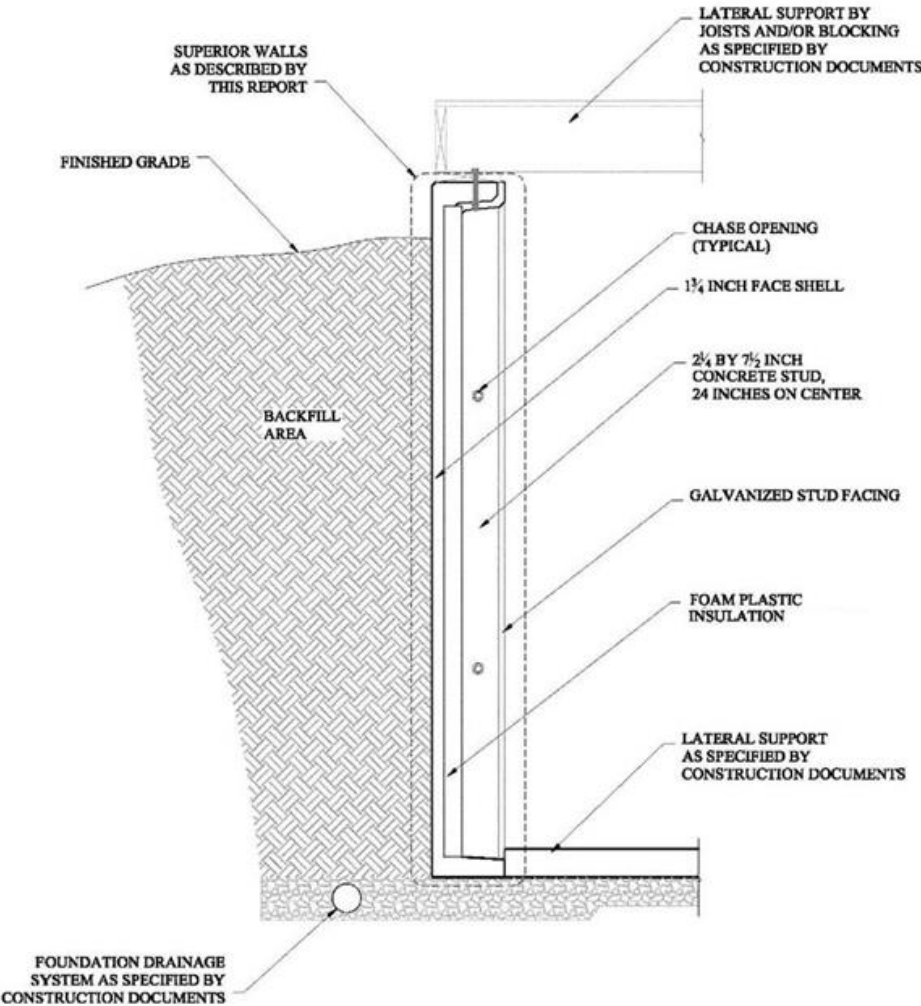 LATERAL SUPPORT BY
JOISTS AND/OR BLOCKING
AS SPECIFIED BY
CONSTRUCTION DOCUMENTS
SUPERIOR WALLS
AS DESCRIBED BY
THIS REPORT
FINISHED GRADE
CHASE OPENING
(TYPICAL)
1¾ INCH FACE SHELL
2¼ BY 7½ INCH
CONCRETE STUD,
24 INCHES ON CENTER
BACKFILL
AREA
GALVANIZED STUD FACING
FOAM PLASTIC
INSULATION
LATERAL SUPPORT
AS SPECIFIED BY
CONSTRUCTION DOCUMENTS
FOUNDATION DRAINAGE
SYSTEM AS SPECIFIED BY
CONSTRUCTION DOCUMENTS